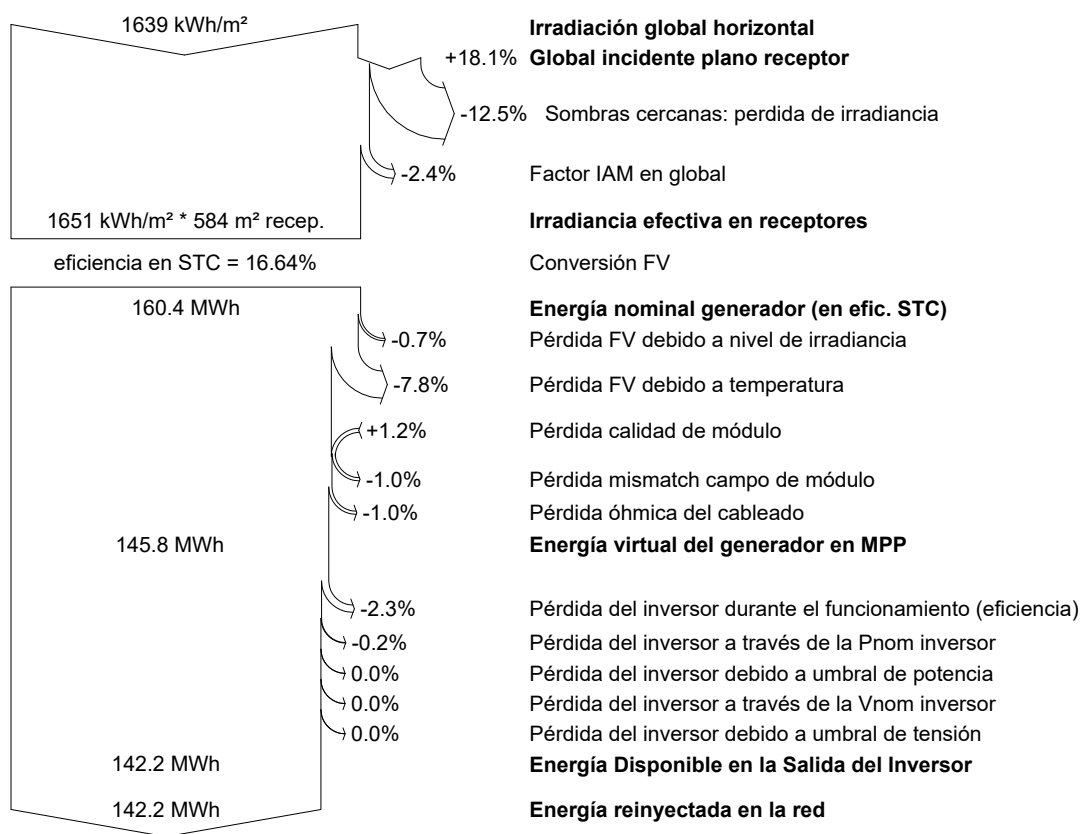 1639 kWh/m² Irradiación global horizontal
+18.1% Global incidente plano receptor
-12.5% Sombras cercanas: perdida de irradiancia
-2.4% Factor IAM en global
1651 kWh/m² * 584 m² recep. Irradiancia efectiva en receptores
eficiencia en STC = 16.64% Conversión FV
160.4 MWh Energía nominal generador (en efic. STC)
-0.7% Pérdida FV debido a nivel de irradiancia
-7.8% Pérdida FV debido a temperatura
+1.2% Pérdida calidad de módulo
-1.0% Pérdida mismatch campo de módulo
-1.0% Pérdida óhmica del cableado
145.8 MWh Energía virtual del generador en MPP
-2.3% Pérdida del inversor durante el funcionamiento (eficiencia)
-0.2% Pérdida del inversor a través de la Pnom inversor
0.0% Pérdida del inversor debido a umbral de potencia
0.0% Pérdida del inversor a través de la Vnom inversor
0.0% Pérdida del inversor debido a umbral de tensión
142.2 MWh Energía Disponible en la Salida del Inversor
142.2 MWh Energía reinyectada en la red